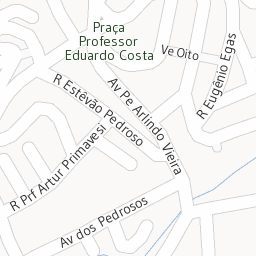 Praça
Professor
Eduardo Costa
Ve Oito
R Eugênio Egas
Av Pe Arlindo Vieira
R Estêvão Pedroso
R Prf Artur Primavesi
Av dos Pedrosos